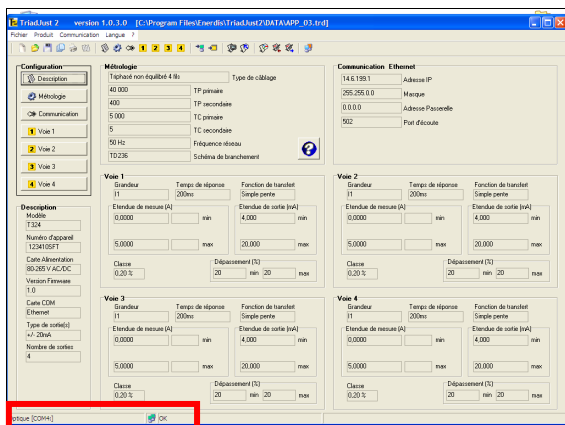 TriadJust 2 version 1.0.3.0 [C:\Program Files\Enerdis\TriadJust2\DATA\APP_03.trd]
Fichier Produit Communication Langue ?
1 2 3 4
Configuration
Description
Métrologie
Communication
1 Voie 1
2 Voie 2
3 Voie 3
4 Voie 4
Description
Modèle
T324
Numéro d'appareil
Carte Alimentation
80-265 V AC/DC
Version Firmware
1.0
Carte COM
Ethernet
Type de sortie(s)
+/- 20mA
Nombre de sorties
4
Métrologie
Triphasé non équilibré 4 fils Type de câblage
40 000 TP primaire
400 TP secondaire
5 000 TC primaire
5 TC secondaire
50 Hz Fréquence réseau
TD236 Schéma de branchement
Communication Ethernet
14.6.199.1 Adresse IP
255.255.0.0 Masque
0.0.0.0 Adresse Passerelle
502 Port d'écoute
Voie 1
Grandeur Temps de réponse Fonction de transfert
I1 200ms Simple pente
Etendue de mesure (A) Etendue de sortie (mA)
0,0000 min 4,000 min
5,0000 max 20,000 max
Classe Dépassement (%)
0,20 % 20 min 20 max
Voie 2
Grandeur Temps de réponse Fonction de transfert
I1 200ms Simple pente
Etendue de mesure (A) Etendue de sortie (mA)
0,0000 min 4,000 min
5,0000 max 20,000 max
Classe Dépassement (%)
0,20 % 20 min 20 max
Voie 3
Grandeur Temps de réponse Fonction de transfert
I1 200ms Simple pente
Etendue de mesure (A) Etendue de sortie (mA)
0,0000 min 4,000 min
5,0000 max 20,000 max
Classe Dépassement (%)
0,20 % 20 min 20 max
Voie 4
Grandeur Temps de réponse Fonction de transfert
I1 200ms Simple pente
Etendue de mesure (A) Etendue de sortie (mA)
0,0000 min 4,000 min
5,0000 max 20,000 max
Classe Dépassement (%)
0,20 % 20 min 20 max
ptique [COM4:] OK